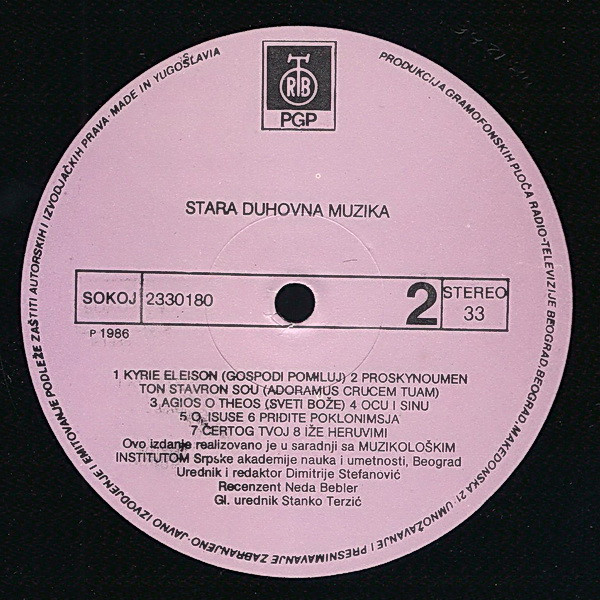 PRODUKCIJA GRAMOFONSKIH PLOČA RADIO-TELEVIZIJE BEOGRAD, BEOGRAD, MAKEDONSKA 21 · UMNOŽAVANJE I PRESNIMAVANJE ZABRANJENO · JAVNO IZVODJENJE I EMITOVANJE PODLEŽE ZAŠTITI AUTORSKIH I IZVODJAČKIH PRAVA · MADE IN YUGOSLAVIA
RTB
PGP
STARA DUHOVNA MUZIKA
SOKOJ 2330180 2 STEREO
33
P 1986
1 KYRIE ELEISON (GOSPODI POMILUJ) 2 PROSKYNOUMEN
TON STAVRON SOU (ADORAMUS CRUCEM TUAM)
3 AGIOS O THEOS (SVETI BOŽE) 4 OCU I SINU
5 O, ISUSE 6 PRIDITE POKLONIMSJA
7 ČERTOG TVOJ 8 IŽE HERUVIMI
Ovo izdanje realizovano je u saradnji sa MUZIKOLOŠKIM
INSTITUTOM Srpske akademije nauka i umetnosti, Beograd
Urednik i redaktor Dimitrije Stefanović
Recenzent Neda Bebler
Gl. urednik Stanko Terzić